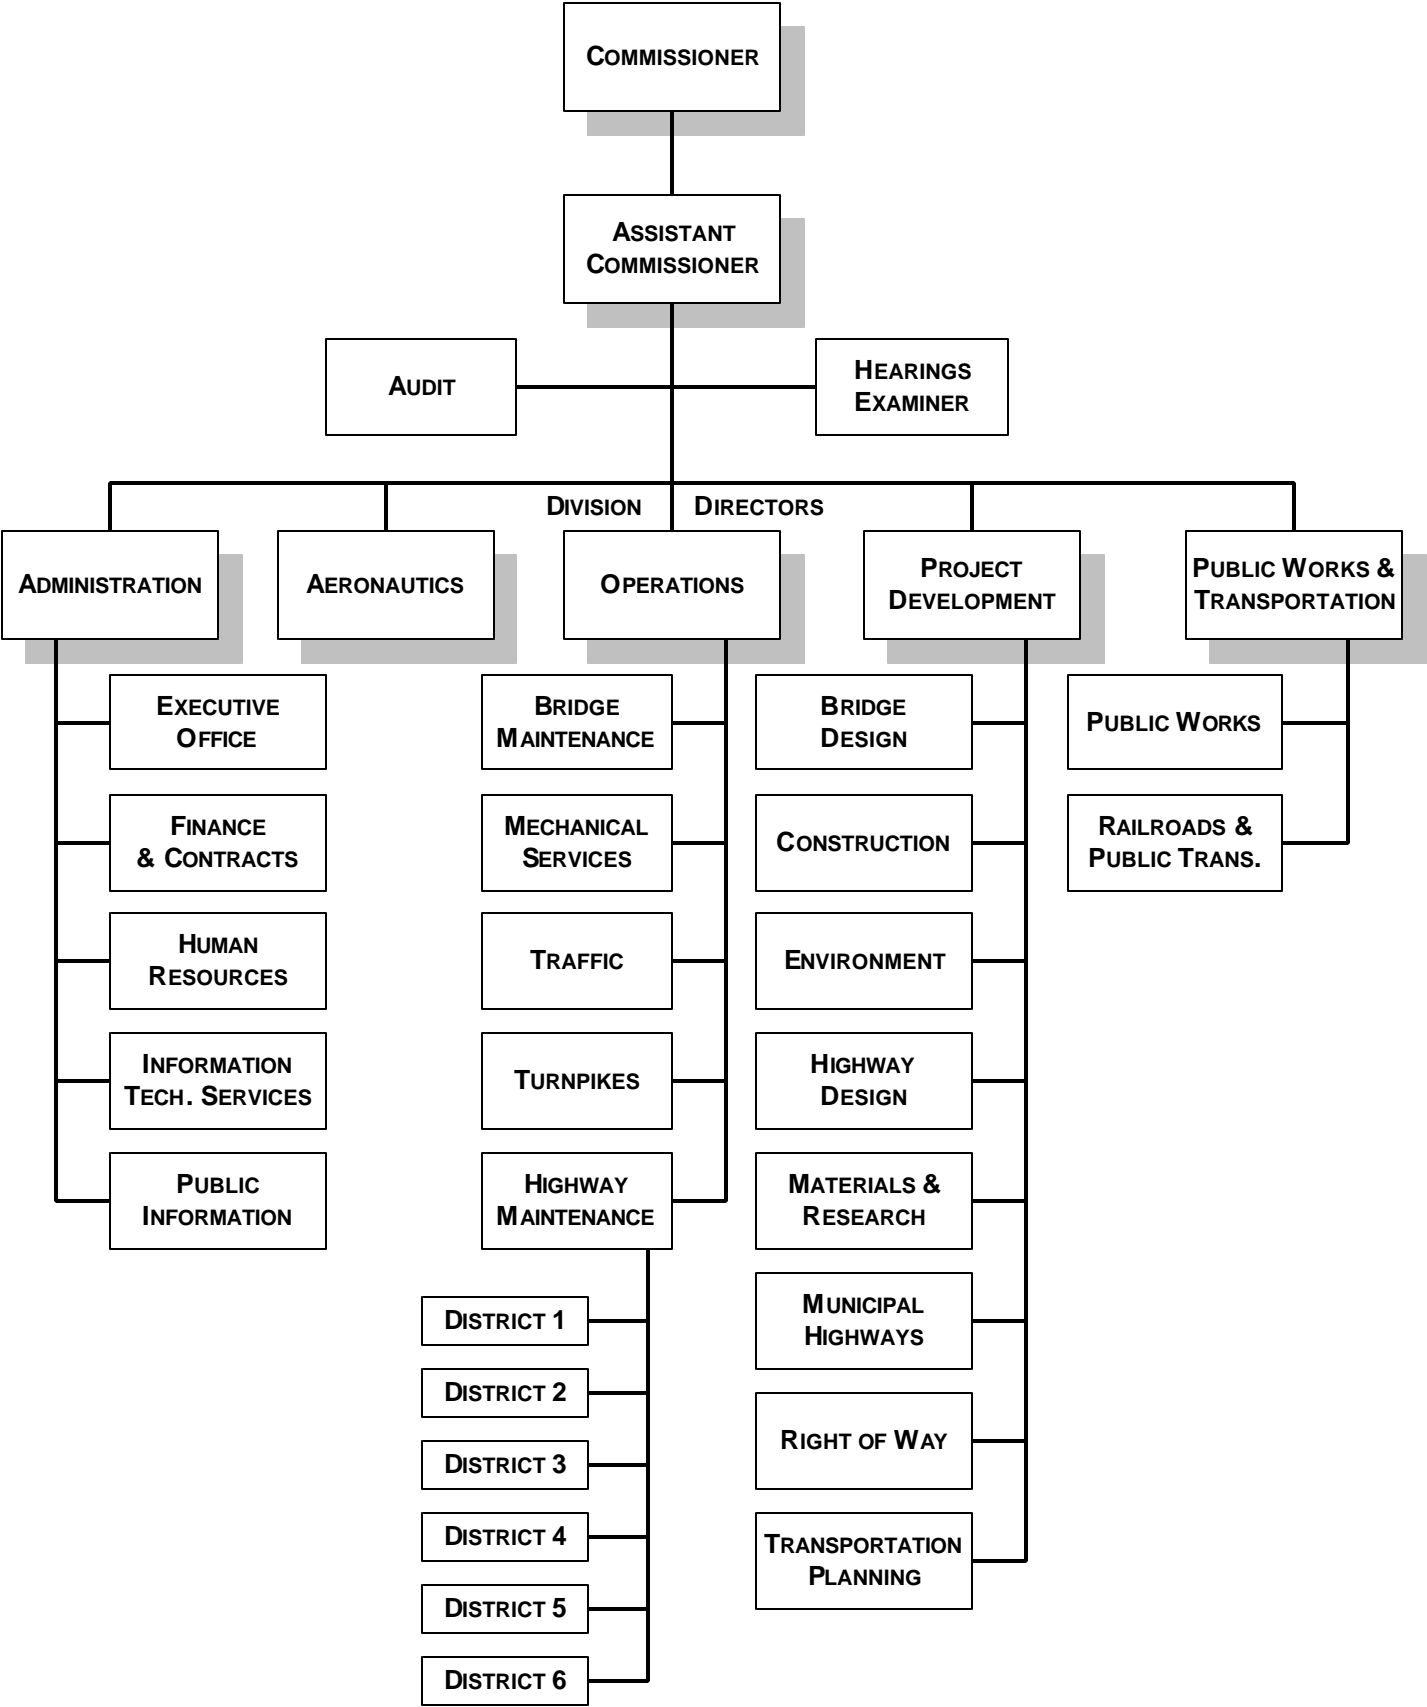 COMMISSIONER
ASSISTANT
COMMISSIONER
AUDIT
HEARINGS
EXAMINER
DIVISION DIRECTORS
ADMINISTRATION
AERONAUTICS
OPERATIONS
PROJECT
DEVELOPMENT
PUBLIC WORKS &
TRANSPORTATION
EXECUTIVE
OFFICE
FINANCE
& CONTRACTS
HUMAN
RESOURCES
INFORMATION
TECH. SERVICES
PUBLIC
INFORMATION
BRIDGE
MAINTENANCE
MECHANICAL
SERVICES
TRAFFIC
TURNPIKES
HIGHWAY
MAINTENANCE
DISTRICT 1
DISTRICT 2
DISTRICT 3
DISTRICT 4
DISTRICT 5
DISTRICT 6
BRIDGE
DESIGN
CONSTRUCTION
ENVIRONMENT
HIGHWAY
DESIGN
MATERIALS &
RESEARCH
MUNICIPAL
HIGHWAYS
RIGHT OF WAY
TRANSPORTATION
PLANNING
PUBLIC WORKS
RAILROADS &
PUBLIC TRANS.